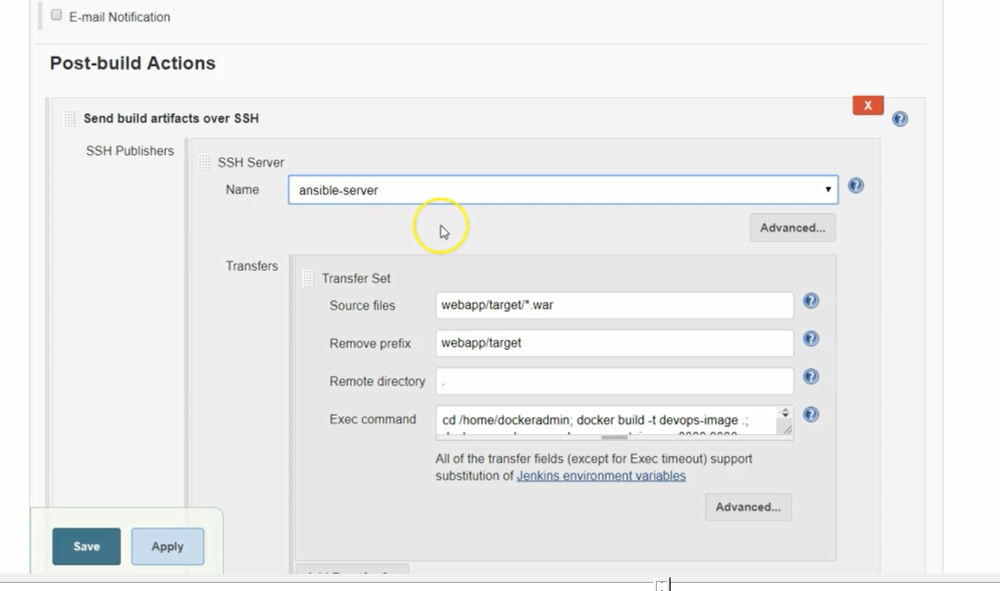 E-mail Notification
Post-build Actions
Send build artifacts over SSH
X
SSH Publishers
SSH Server
Name
ansible-server
Advanced...
Transfers
Transfer Set
Source files
webapp/target/*.war
Remove prefix
webapp/target
Remote directory
.
Exec command
cd /home/dockeradmin; docker build -t devops-image .;
All of the transfer fields (except for Exec timeout) support
substitution of Jenkins environment variables
Advanced...
Save
Apply